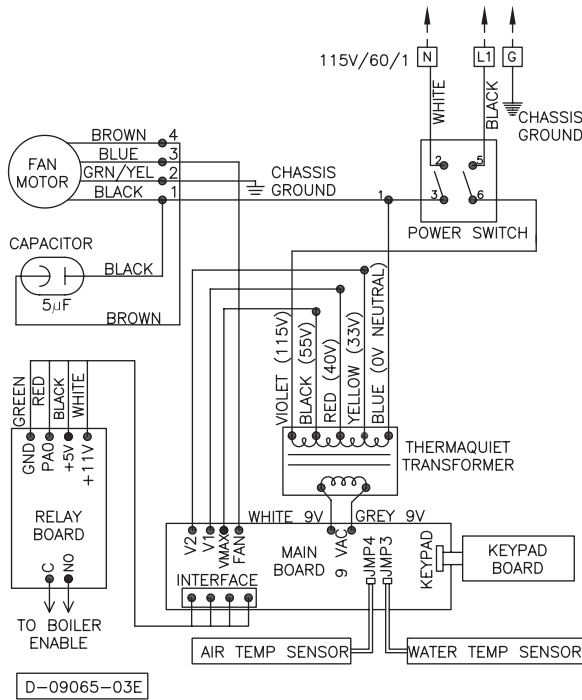 115V/60/1
N
L1
G
WHITE
BLACK
CHASSIS
GROUND
2
5
3
6
POWER SWITCH
FAN
MOTOR
BROWN
4
BLUE
3
GRN/YEL
2
BLACK
1
CHASSIS
GROUND
1
CAPACITOR
BLACK
5µF
BROWN
VIOLET (115V)
BLACK (55V)
RED (40V)
YELLOW (33V)
BLUE (0V NEUTRAL)
THERMAQUIET
TRANSFORMER
GREEN
RED
BLACK
WHITE
GND
PA0
+5V
+11V
RELAY
BOARD
C
NO
TO BOILER
ENABLE
WHITE 9V
GREY 9V
V2
V1
VMAX
FAN
MAIN
BOARD
9 VAC
JMP4
JMP3
KEYPAD
KEYPAD
BOARD
INTERFACE
AIR TEMP SENSOR
WATER TEMP SENSOR
D-09065-03E